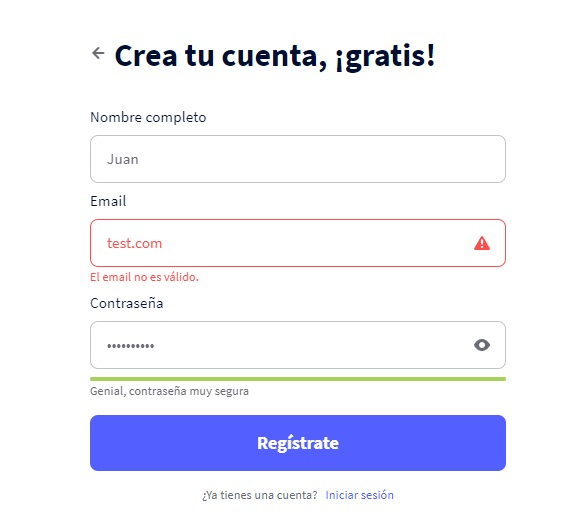 Crea tu cuenta, ¡gratis!
Nombre completo
Juan
Email
test.com
El email no es válido.
Contraseña
••••••••••
Genial, contraseña muy segura
Regístrate
¿Ya tienes una cuenta? Iniciar sesión